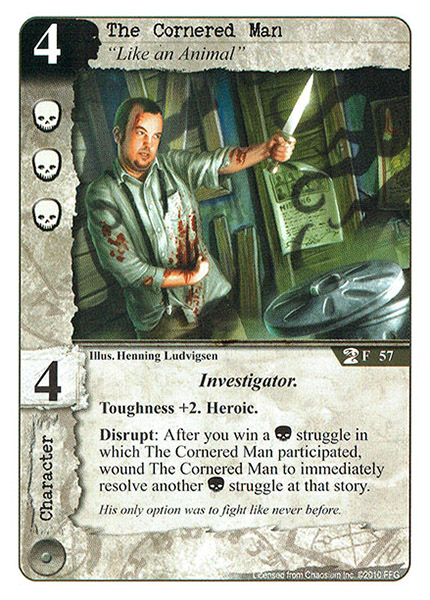 4
The Cornered Man
"Like an Animal"
Illus. Henning Ludvigsen
F 57
4
Investigator.
Toughness +2. Heroic.
Disrupt: After you win a struggle in
which The Cornered Man participated,
wound The Cornered Man to immediately
resolve another struggle at that story.
His only option was to fight like never before.
Character
Licensed from Chaosium Inc. ©2010 FFG